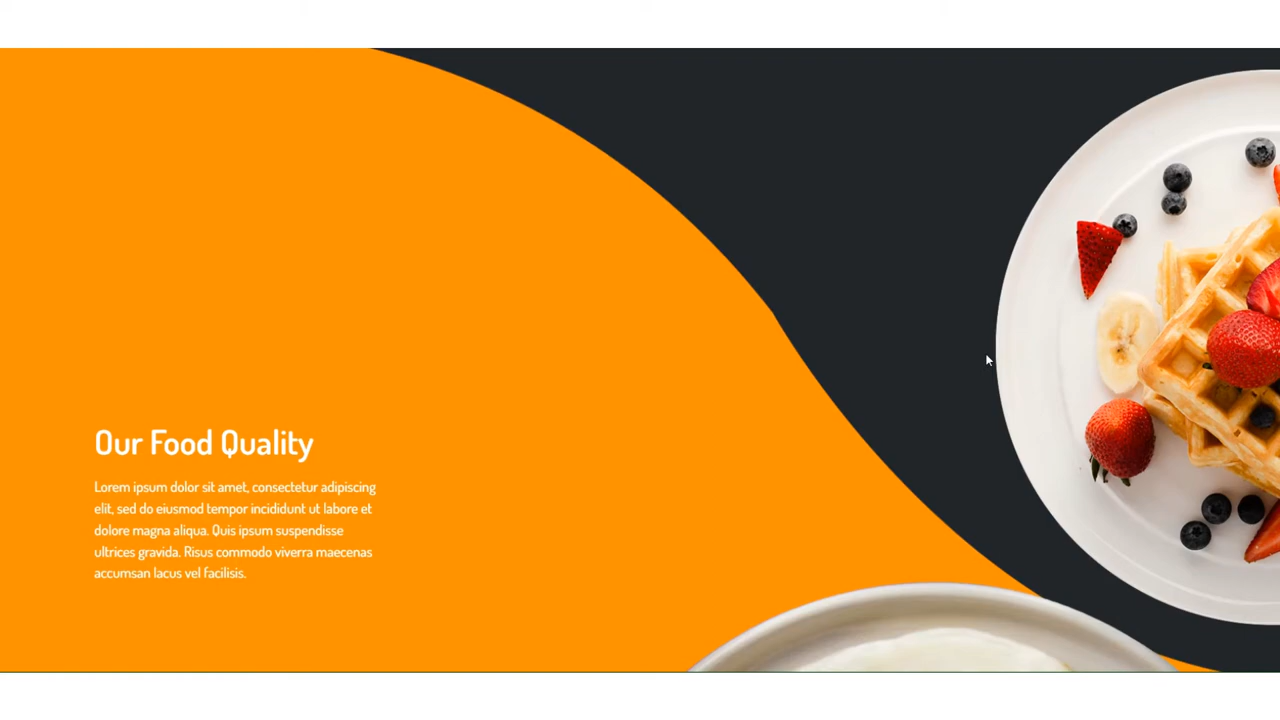 Our Food Quality
Lorem ipsum dolor sit amet, consectetur adipiscing
elit, sed do eiusmod tempor incididunt ut labore et
dolore magna aliqua. Quis ipsum suspendisse
ultrices gravida. Risus commodo viverra maecenas
accumsan lacus vel facilisis.